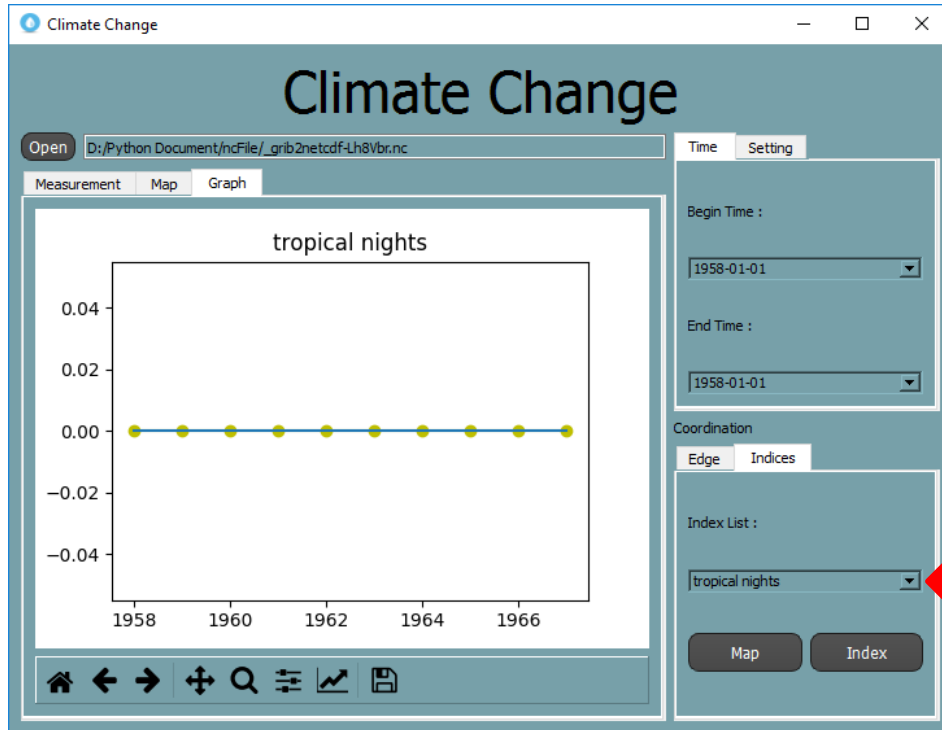 Climate Change
Climate Change
Open D:/Python Document/ncFile/_grib2netcdf-Lh8Vbr.nc
Time Setting
Measurement Map Graph
Begin Time :
1958-01-01
End Time :
1958-01-01
tropical nights
0.04
0.02
0.00
−0.02
−0.04
1958 1960 1962 1964 1966
Coordination
Edge Indices
Index List :
tropical nights
Map Index